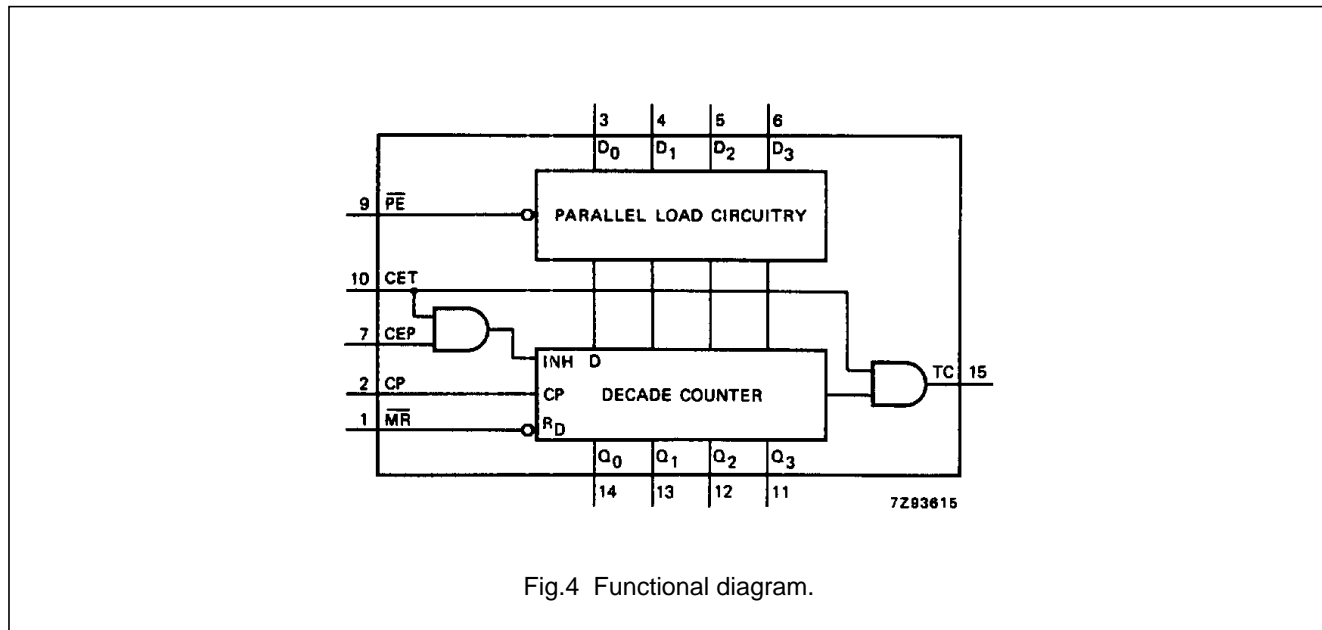 3 4 5 6
D0 D1 D2 D3
9 P̅E̅
PARALLEL LOAD CIRCUITRY
10 CET
7 CEP
INH D
TC 15
2 CP
CP DECADE COUNTER
1 M̅R̅
RD
Q0 Q1 Q2 Q3
14 13 12 11
7Z93615
Fig.4 Functional diagram.